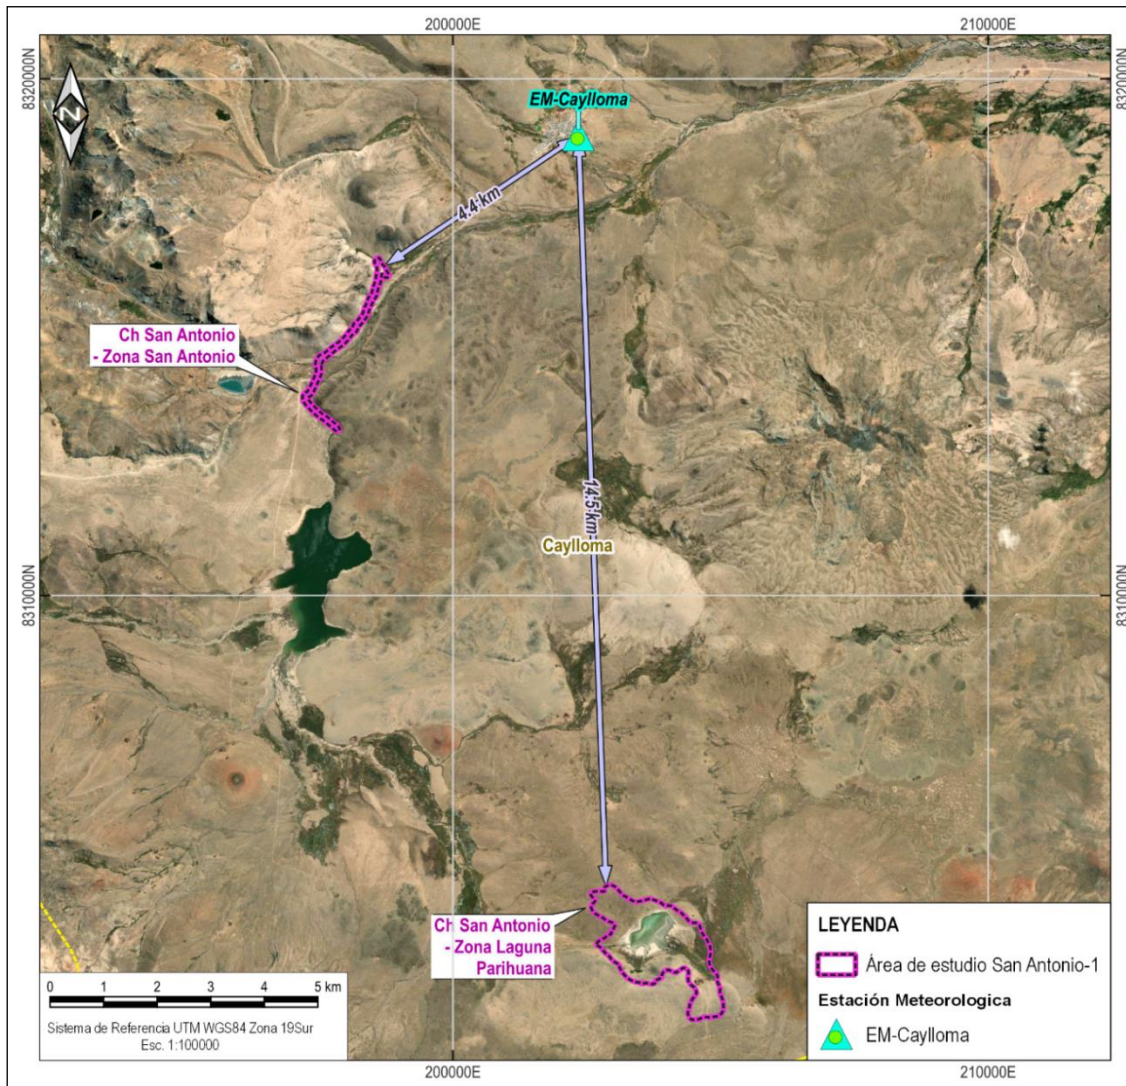 200000E
210000E
8320000N
8320000N
EM-Caylloma
4.4 km
Ch San Antonio
- Zona San Antonio
14.5 km
Caylloma
8310000N
8310000N
Ch San Antonio
- Zona Laguna
Parihuana
LEYENDA
Área de estudio San Antonio-1
Estación Meteorologica
EM-Caylloma
0 1 2 3 4 5 km
Sistema de Referencia UTM WGS84 Zona 19Sur
Esc. 1:100000
200000E
210000E
N